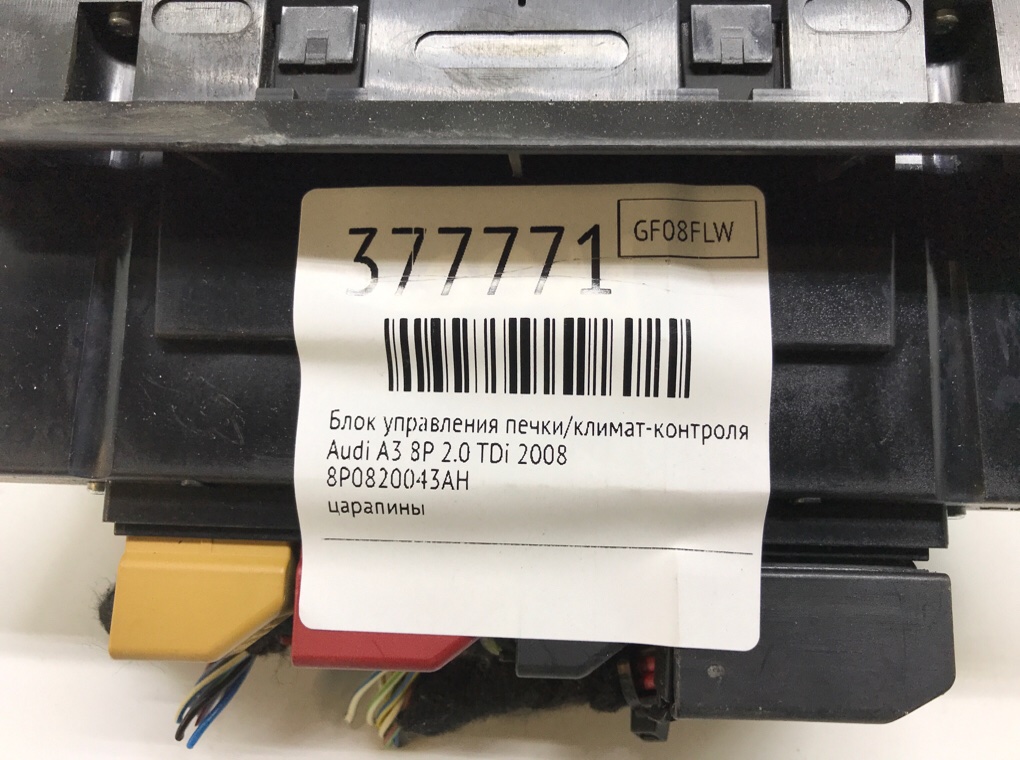 377771
GF08FLW
Блок управления печки/климат-контроля
Audi A3 8P 2.0 TDi 2008
8P0820043AH
царапины